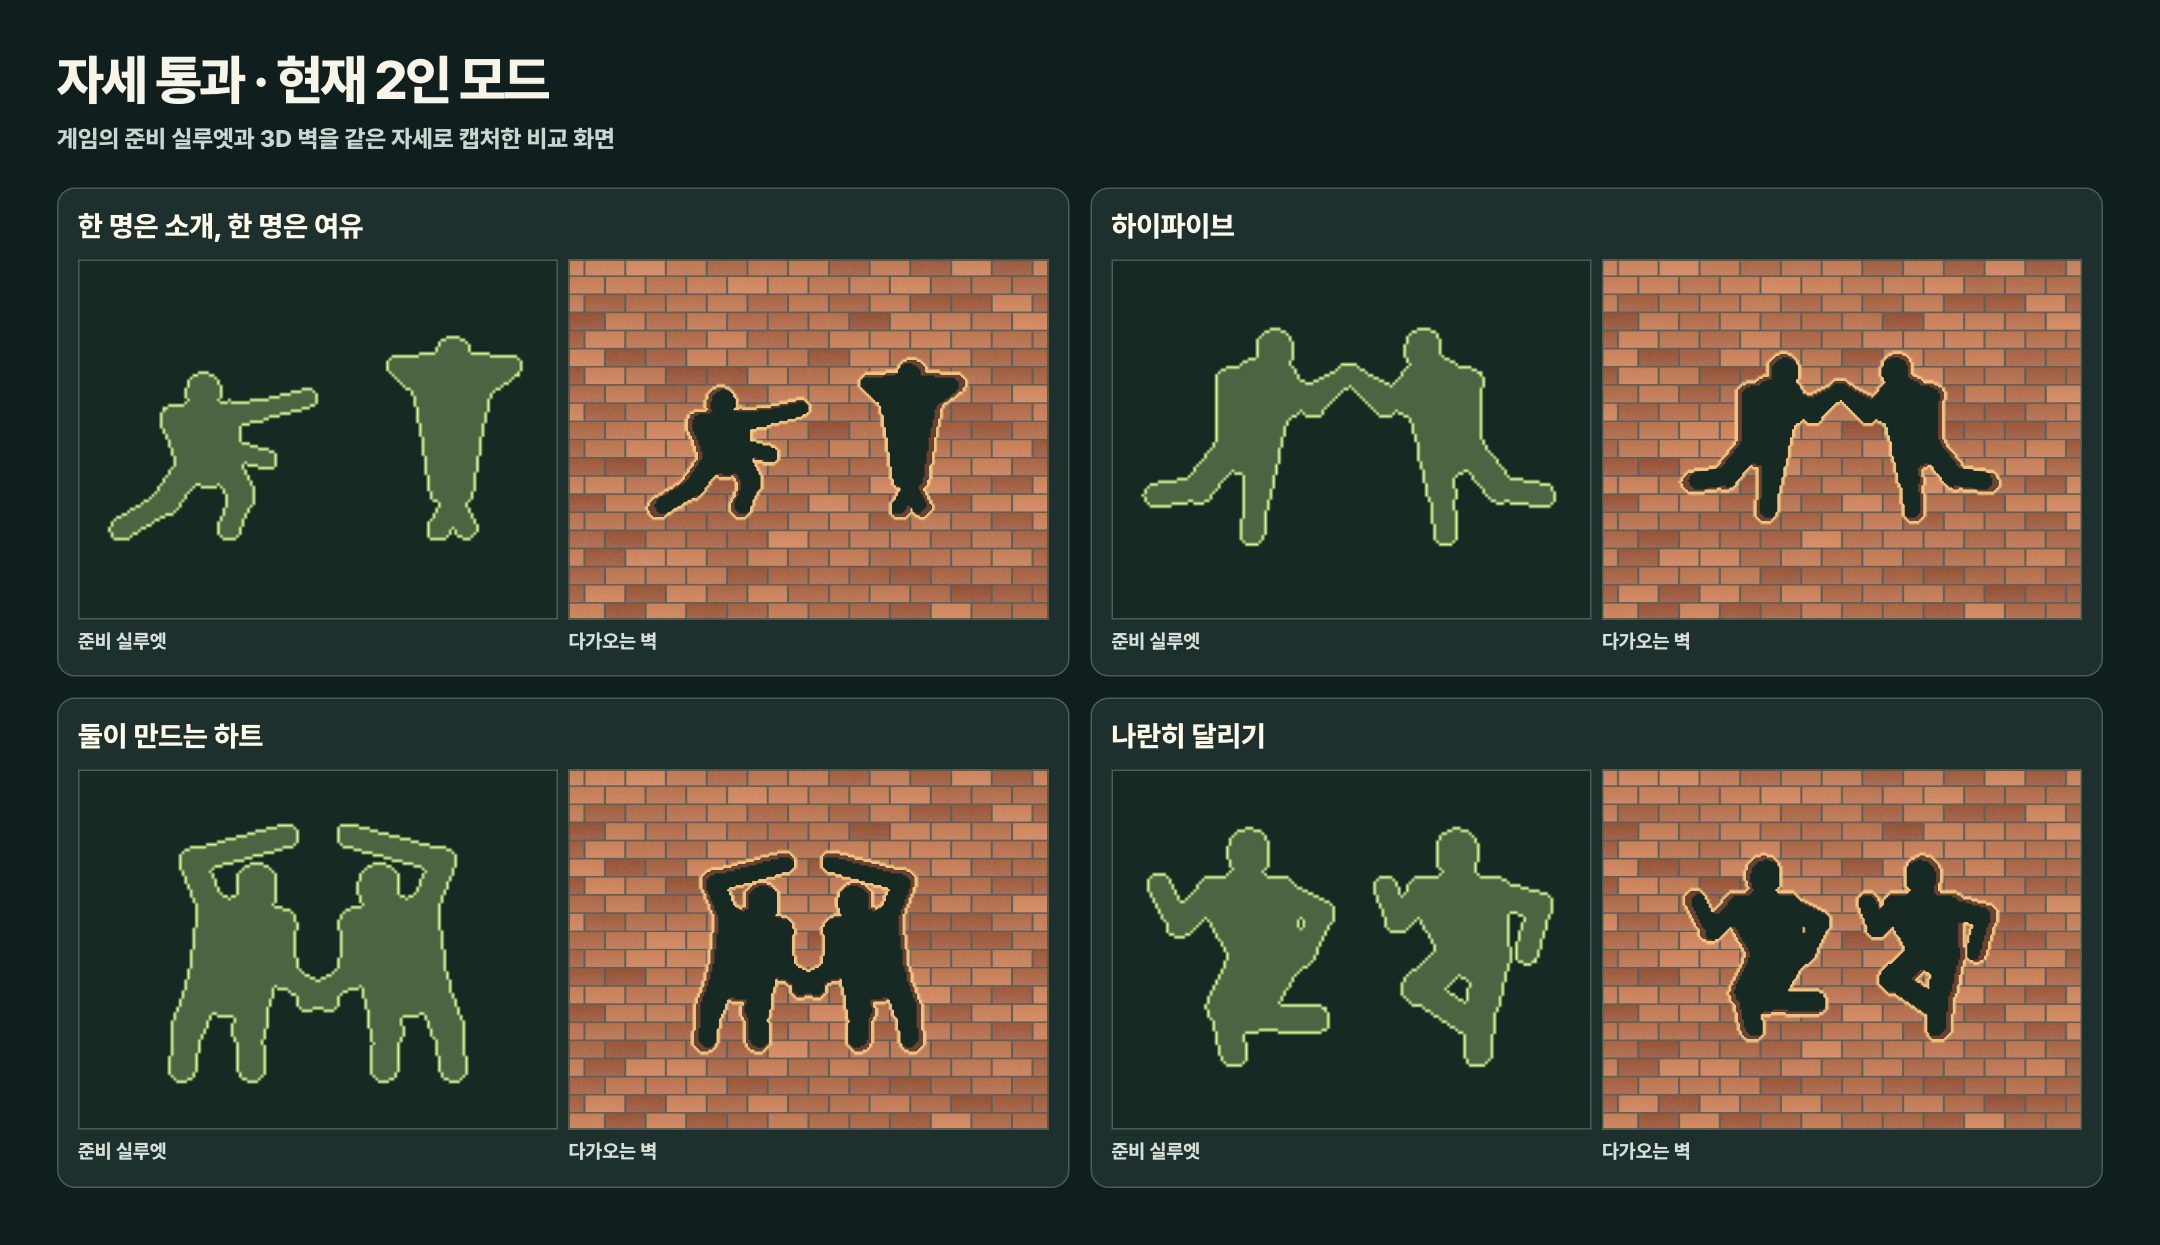 자세 통과 · 현재 2인 모드
게임의 준비 실루엣과 3D 벽을 같은 자세로 캡처한 비교 화면
한 명은 소개, 한 명은 여유
준비 실루엣
다가오는 벽
하이파이브
준비 실루엣
다가오는 벽
둘이 만드는 하트
준비 실루엣
다가오는 벽
나란히 달리기
준비 실루엣
다가오는 벽